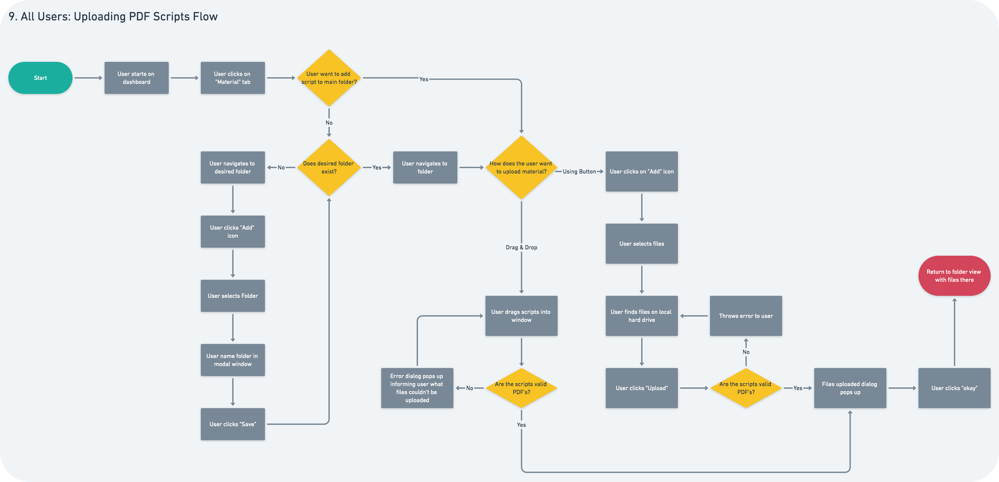 9. All Users: Uploading PDF Scripts Flow
Start
User starts on
dashboard
User clicks on
"Material" tab
User want to add
script to main folder?
Yes
No
User navigates to
desired folder
No
Does desired folder
exist?
Yes
User navigates to
folder
How does the user want
to upload material?
Using Button
User clicks on "Add" icon
User clicks "Add"
icon
User selects files
Drag & Drop
Return to folder view
with files there
User selects Folder
User drags scripts into
window
User finds files on local
hard drive
Throws error to user
User name folder in
modal window
No
Error dialog pops up
informing user what
files couldn't be
uploaded
No
Are the scripts valid
PDF's?
User clicks "Upload"
Are the scripts valid
PDF's?
Yes
Files uploaded dialog
pops up
User clicks "okay"
User clicks "Save"
Yes